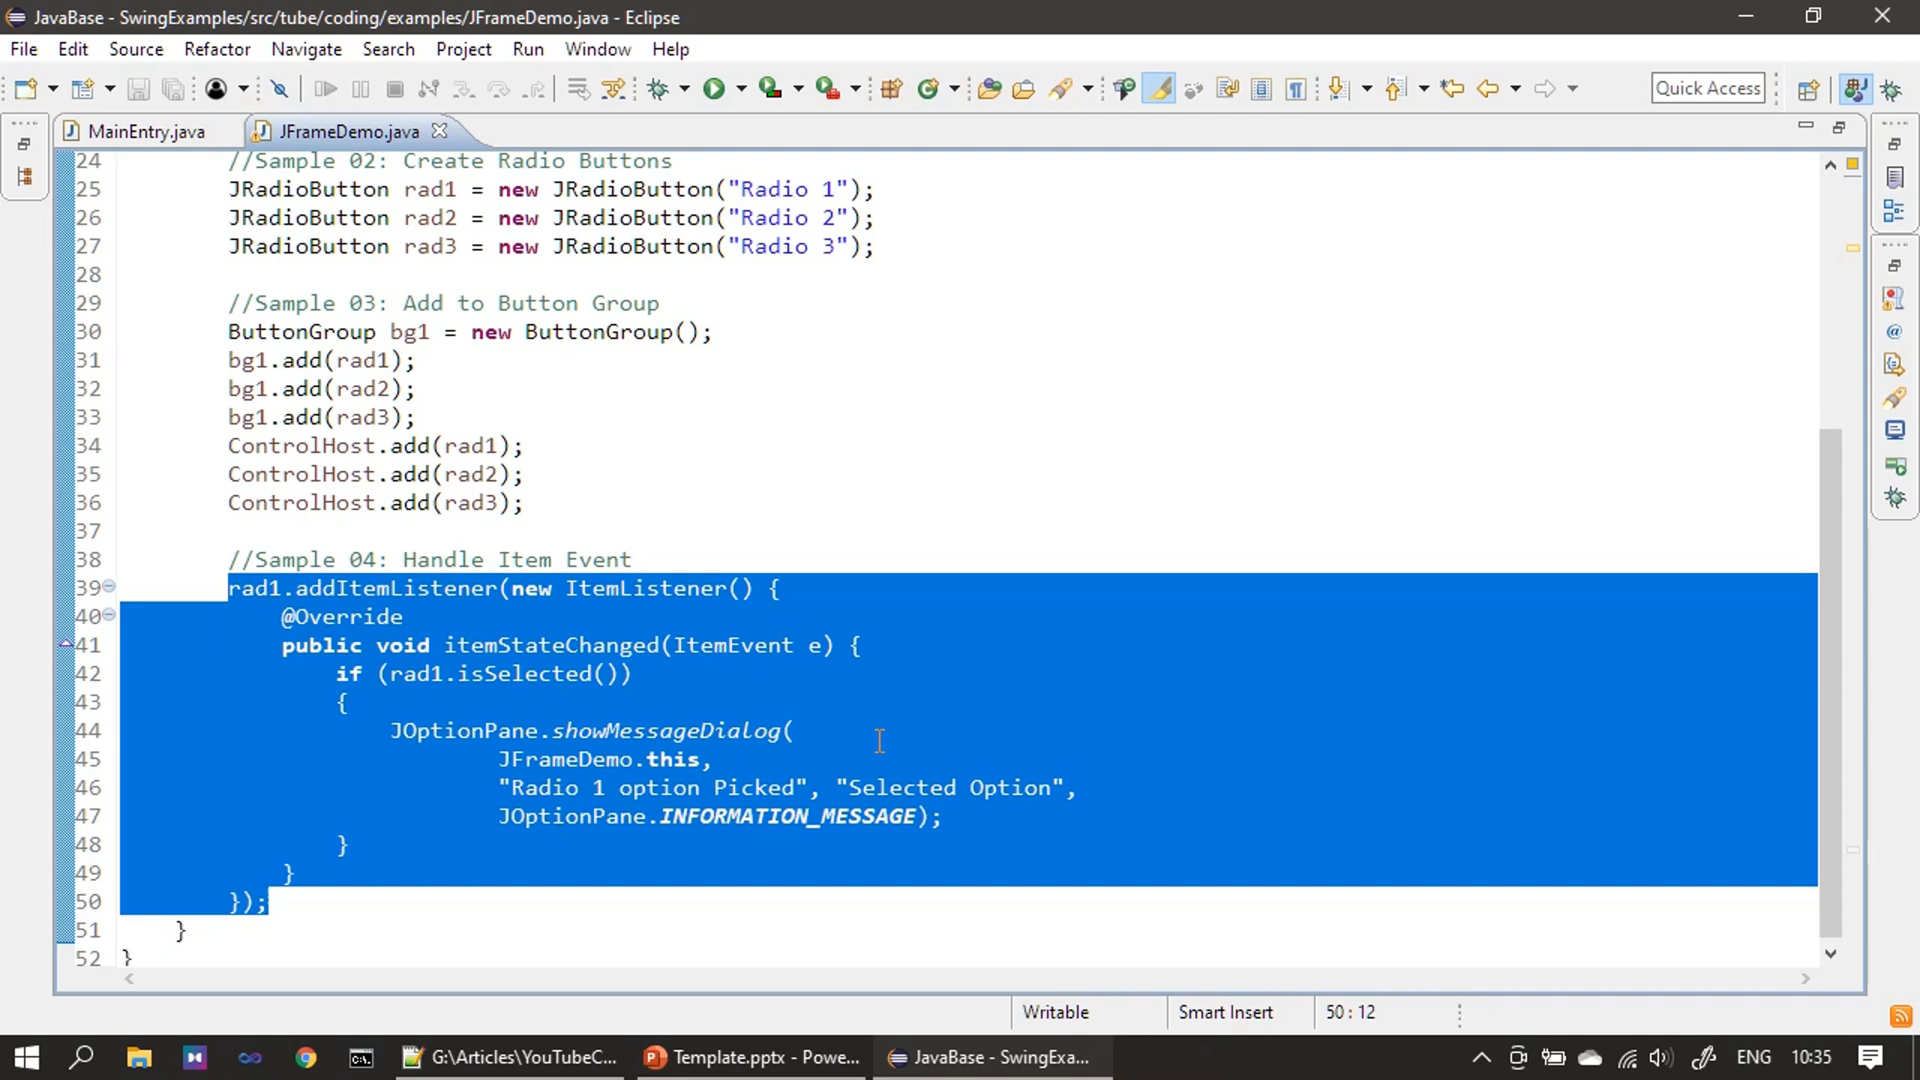 JavaBase - SwingExamples/src/tube/coding/examples/JFrameDemo.java - Eclipse
File Edit Source Refactor Navigate Search Project Run Window Help
Quick Access
MainEntry.java JFrameDemo.java
24 //Sample 02: Create Radio Buttons
25 JRadioButton rad1 = new JRadioButton("Radio 1");
26 JRadioButton rad2 = new JRadioButton("Radio 2");
27 JRadioButton rad3 = new JRadioButton("Radio 3");
28
29 //Sample 03: Add to Button Group
30 ButtonGroup bg1 = new ButtonGroup();
31 bg1.add(rad1);
32 bg1.add(rad2);
33 bg1.add(rad3);
34 ControlHost.add(rad1);
35 ControlHost.add(rad2);
36 ControlHost.add(rad3);
37
38 //Sample 04: Handle Item Event
39 rad1.addItemListener(new ItemListener() {
40 @Override
41 public void itemStateChanged(ItemEvent e) {
42 if (rad1.isSelected())
43 {
44 JOptionPane.showMessageDialog(
45 JFrameDemo.this,
46 "Radio 1 option Picked", "Selected Option",
47 JOptionPane.INFORMATION_MESSAGE);
48 }
49 }
50 });
51 }
52 }
Writable Smart Insert 50 : 12
G:\Articles\YouTubeC... Template.pptx - Powe... JavaBase - SwingExa... ENG 10:35